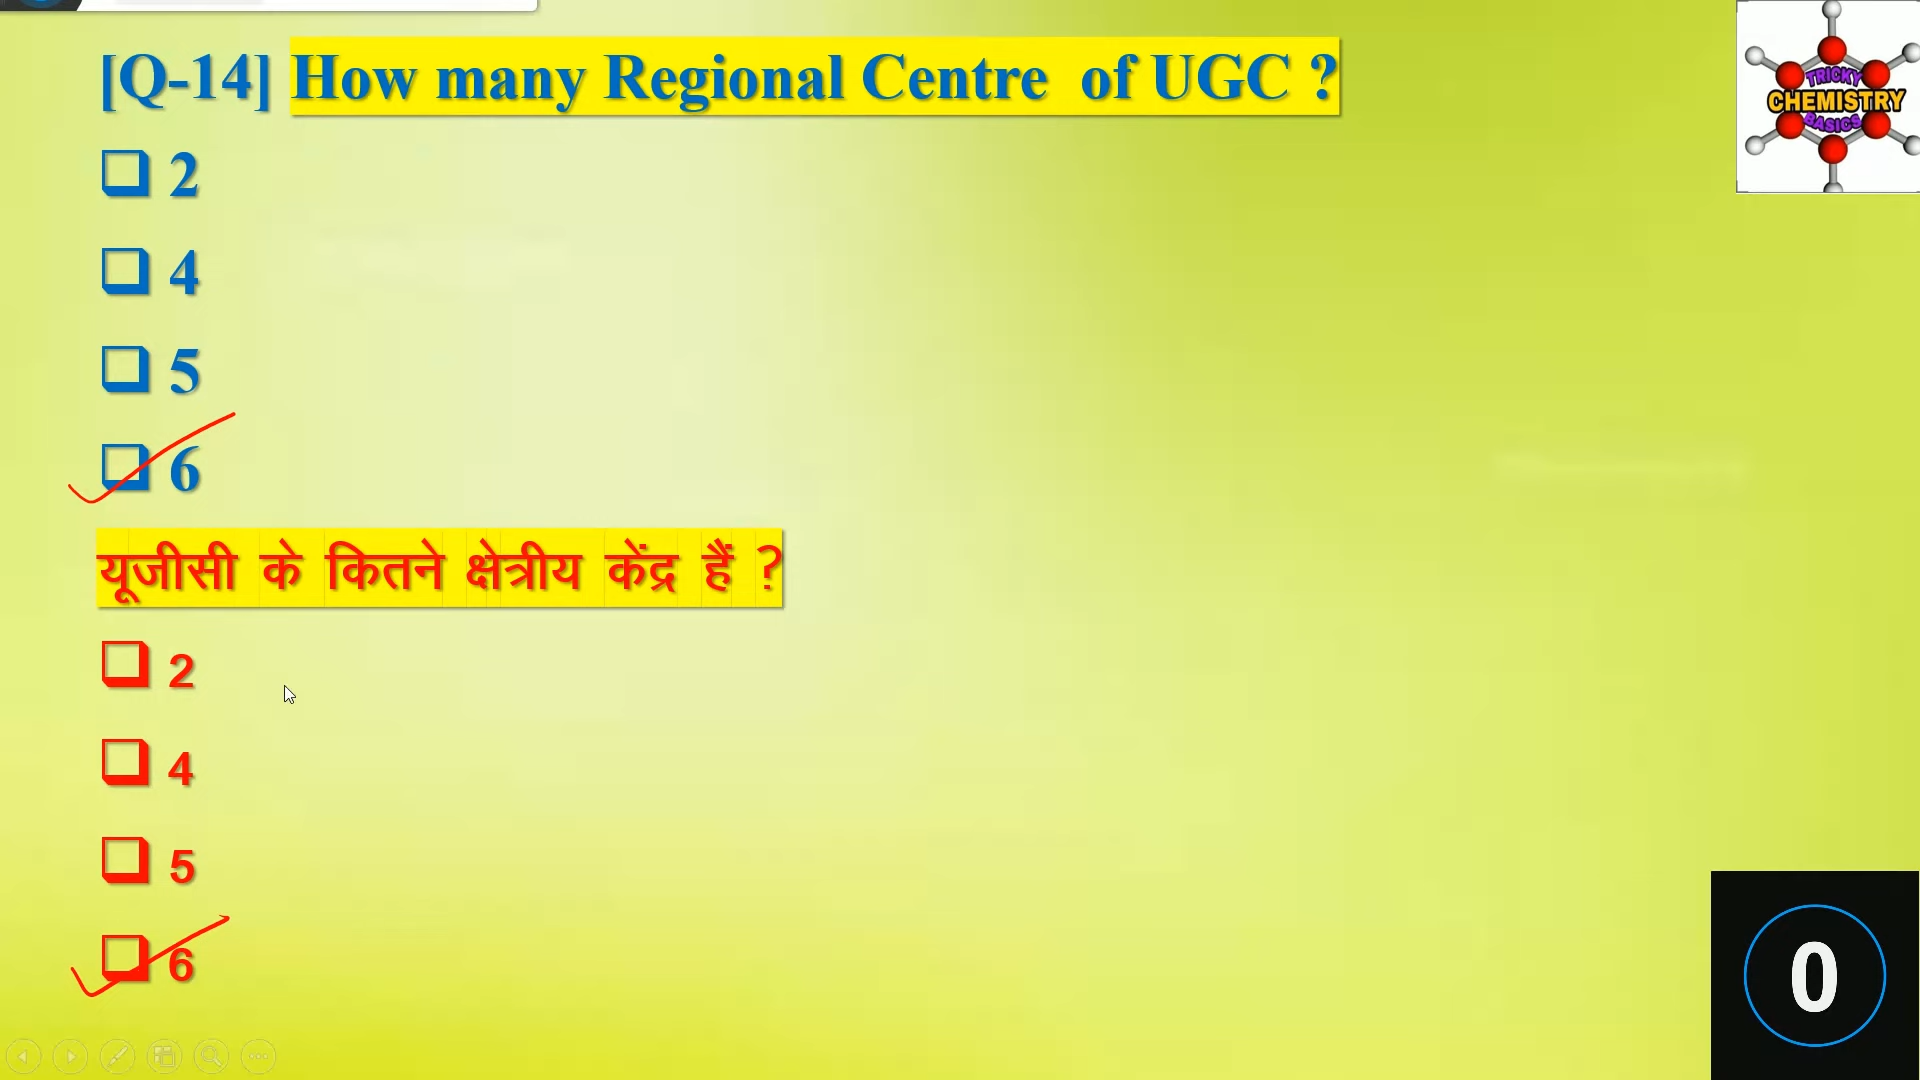 [Q-14] How many Regional Centre of UGC ?
2
4
5
6
यूजीसी के कितने क्षेत्रीय केंद्र हैं ?
2
4
5
6
TRICKY
CHEMISTRY
BASICS
0